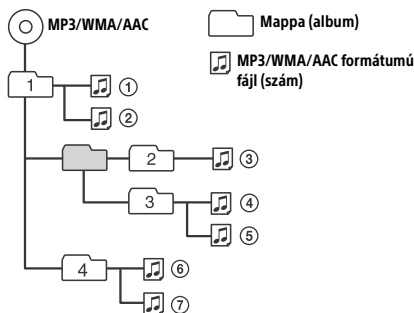 MP3/WMA/AAC
Mappa (album)
MP3/WMA/AAC formátumú
fájl (szám)
1
①
②
2
③
3
④
⑤
4
⑥
⑦